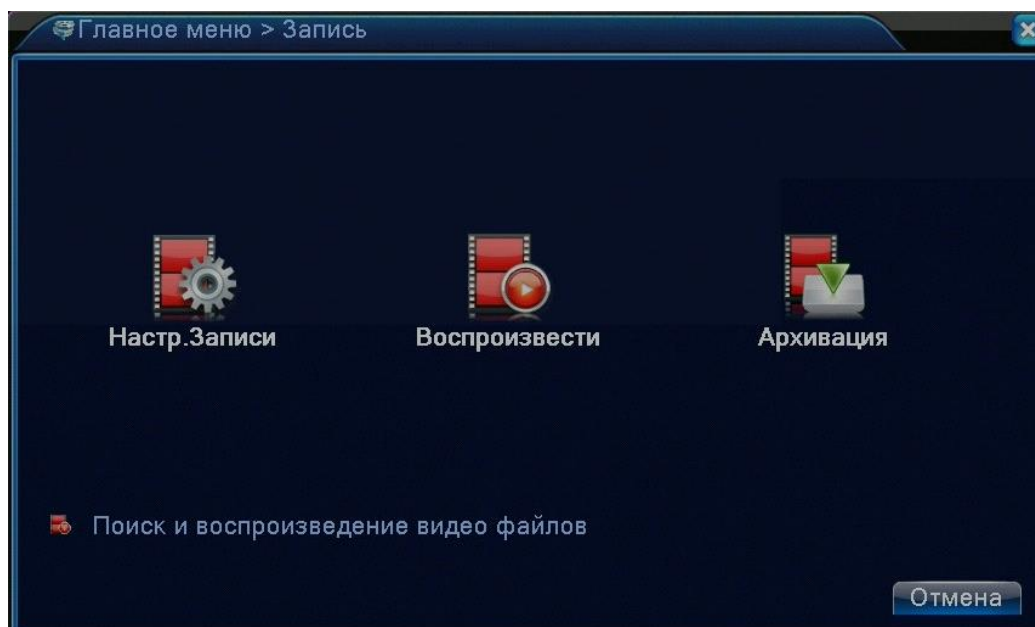 Главное меню > Запись
Настр.Записи
Воспроизвести
Архивация
Поиск и воспроизведение видео файлов
Отмена